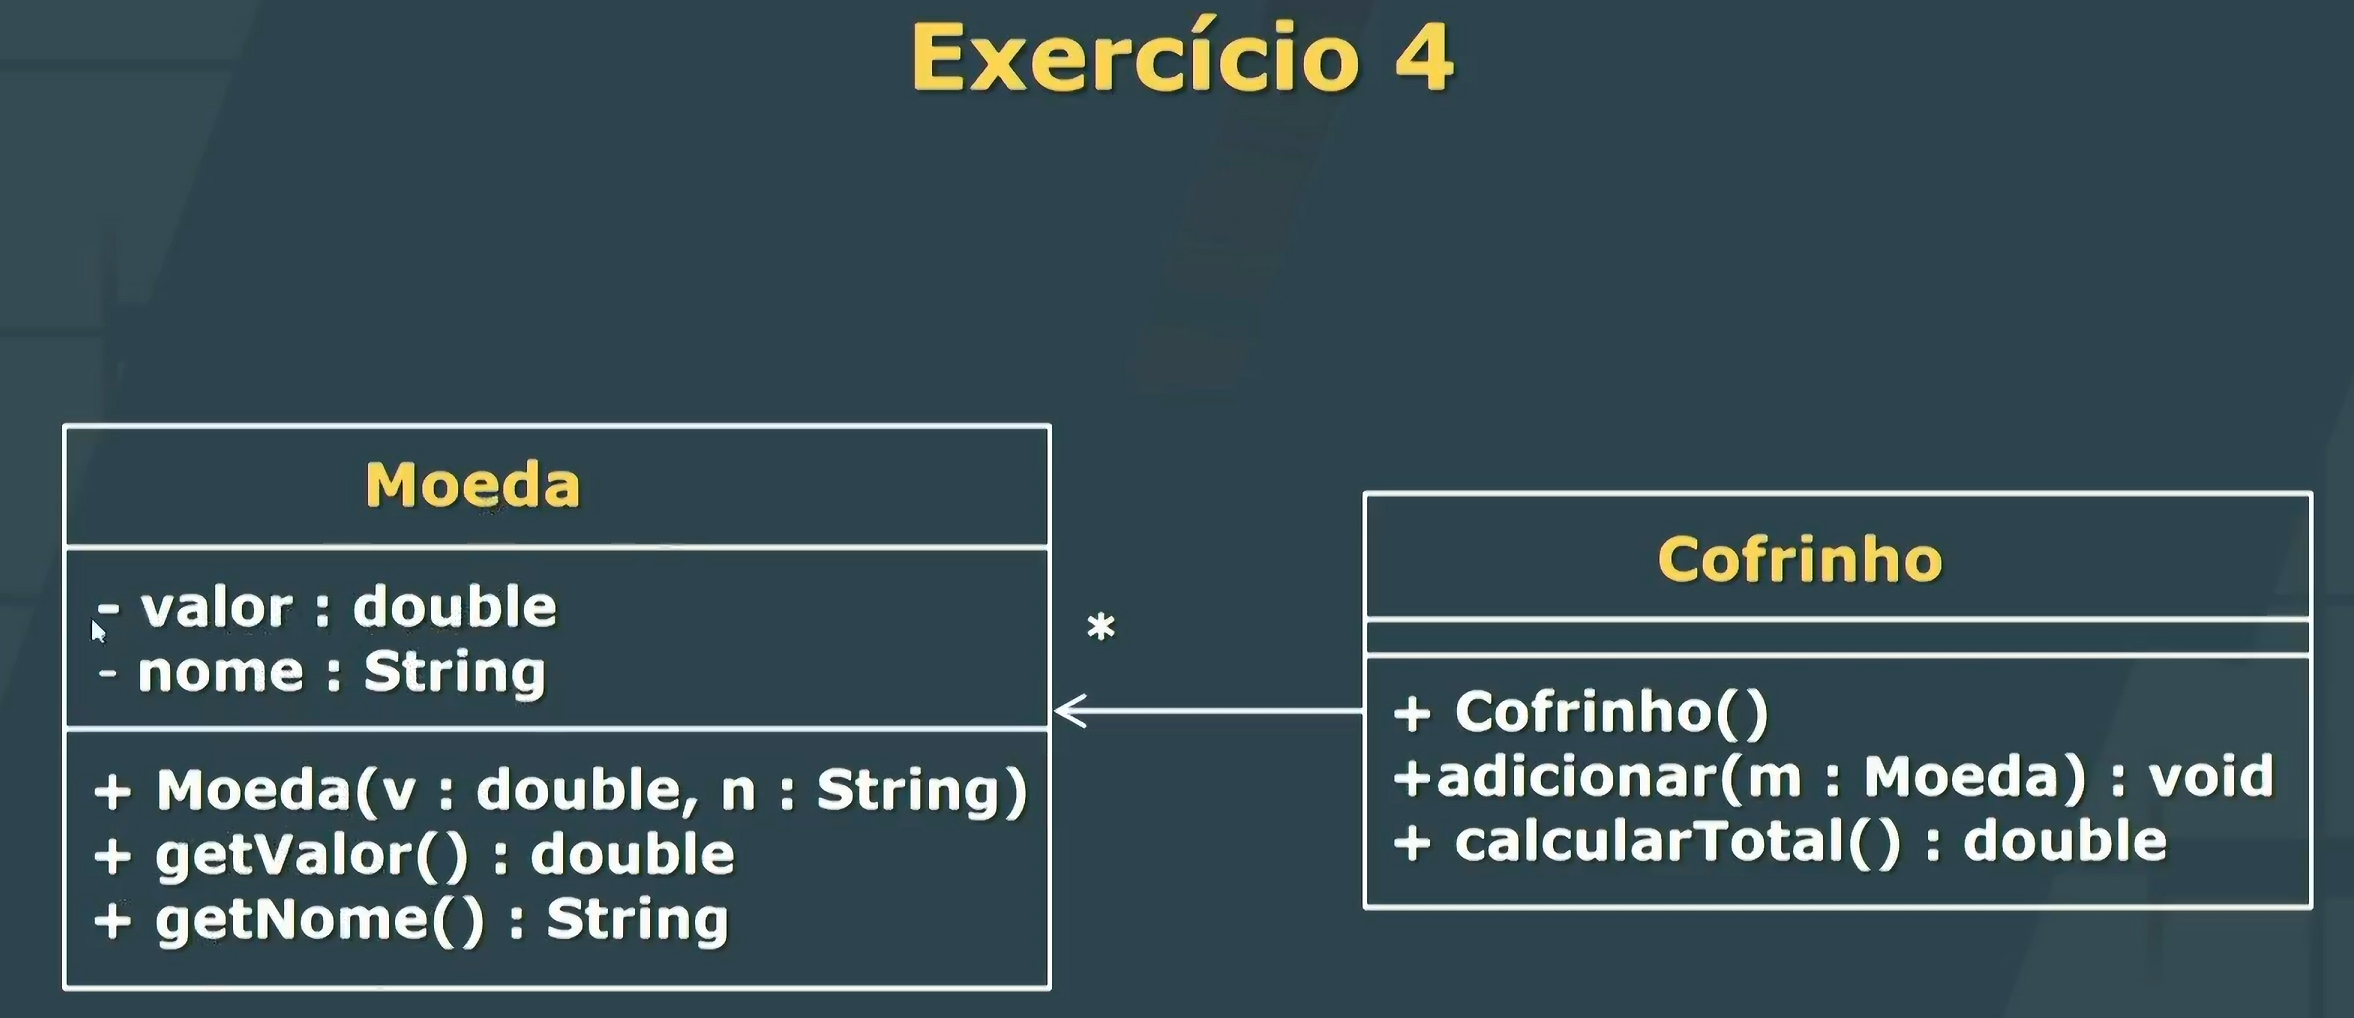 Exercício 4
Moeda
- valor : double
- nome : String
+ Moeda(v : double, n : String)
+ getValor() : double
+ getNome() : String
*
Cofrinho
+ Cofrinho()
+adicionar(m : Moeda) : void
+ calcularTotal() : double